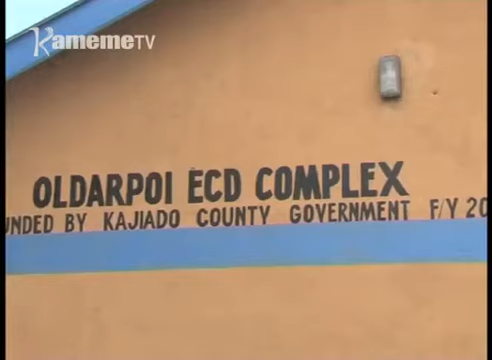 KamemeTV
OLDARPOI ECD COMPLEX
UNDED BY KAJIADO COUNTY GOVERNMENT F/Y 20